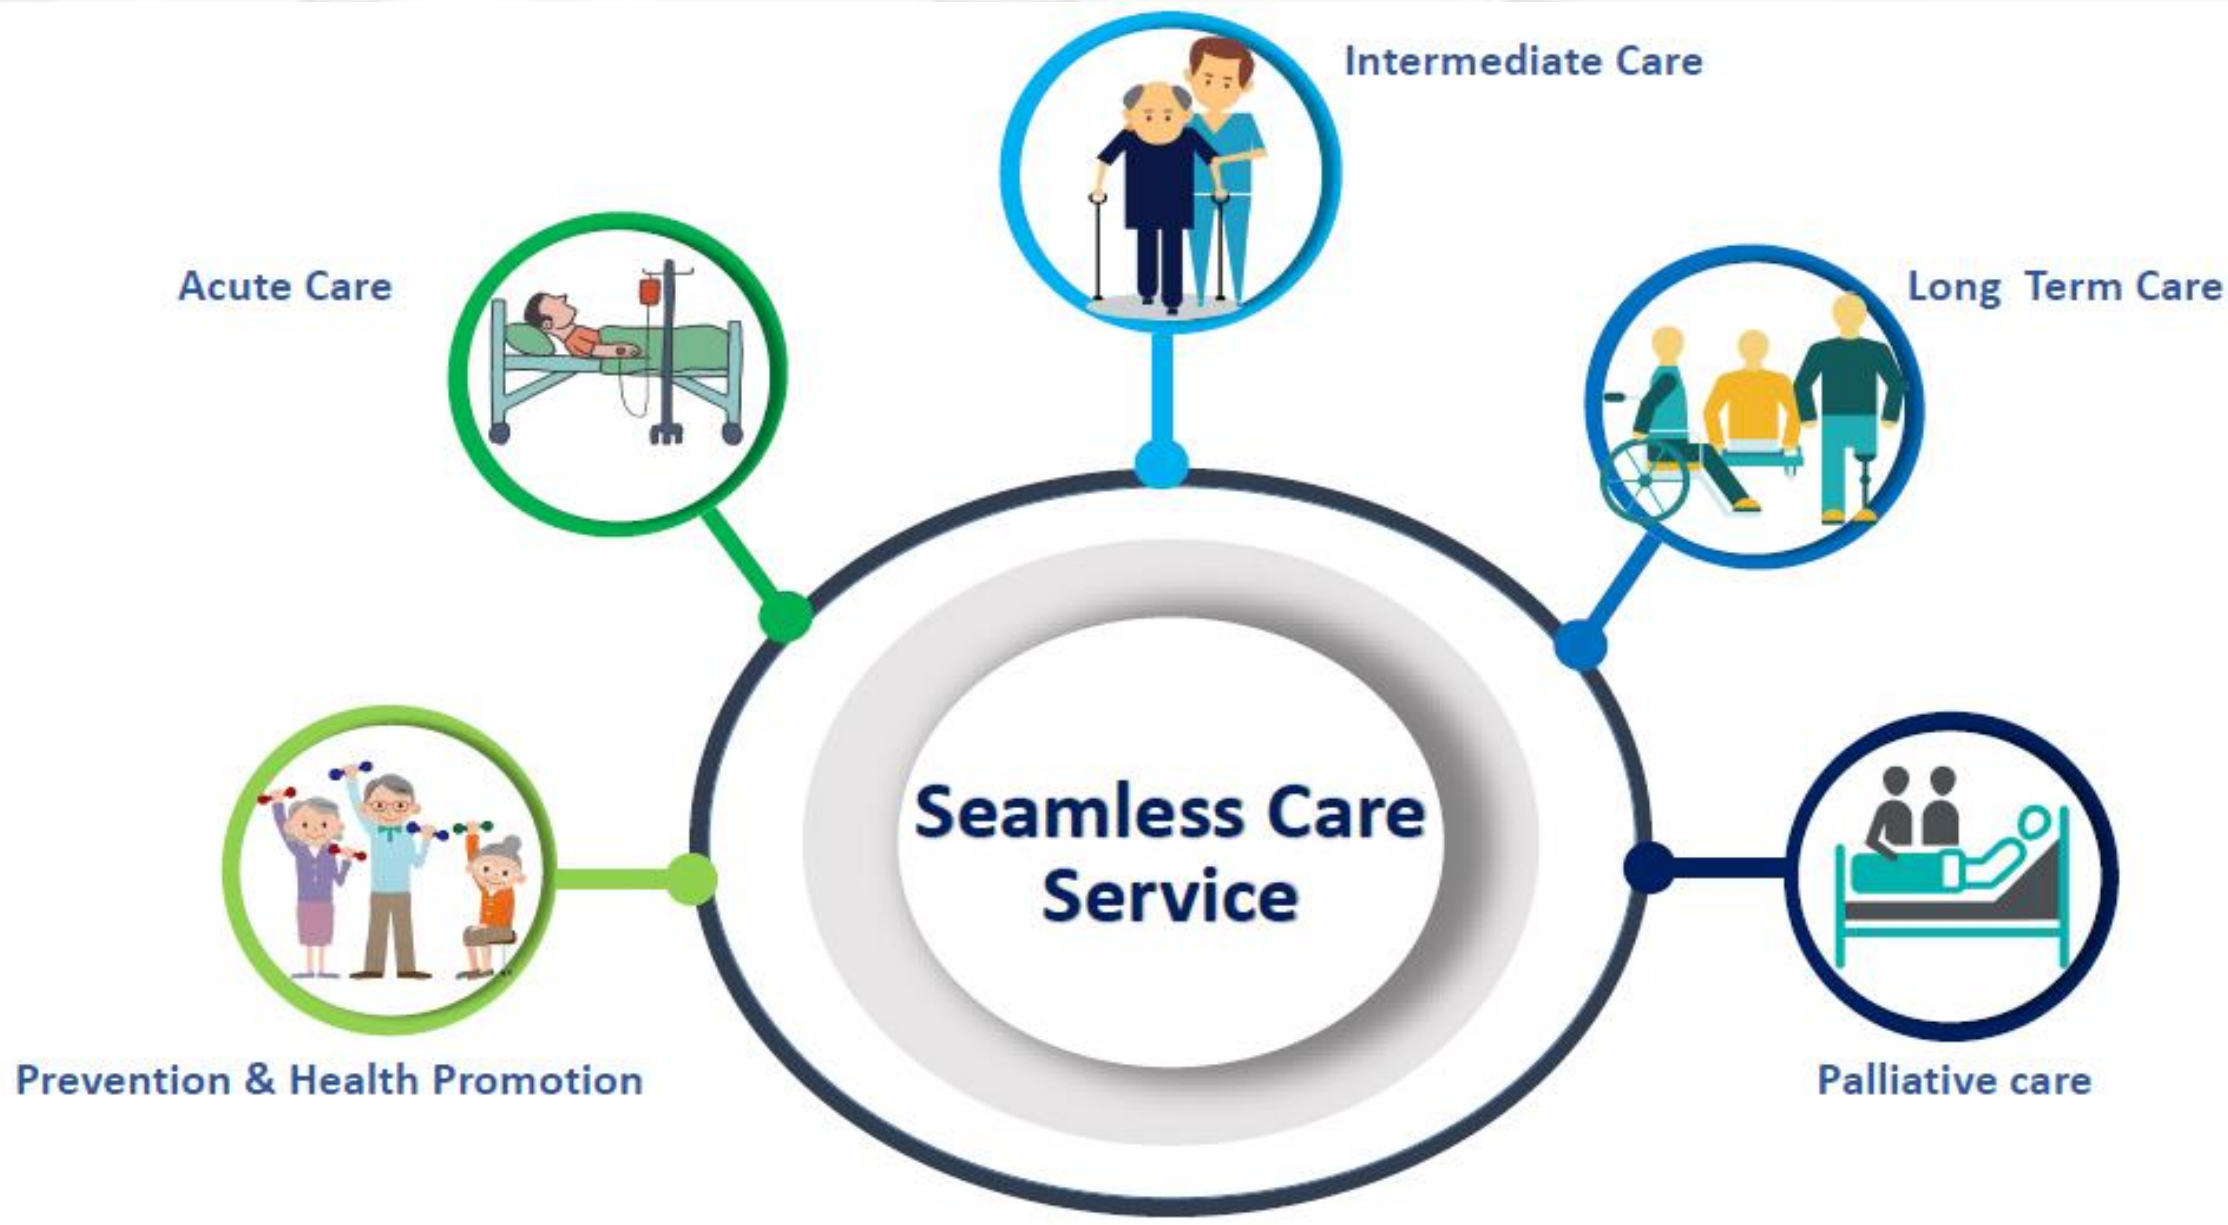 Intermediate Care
Acute Care
Long Term Care
Seamless Care
Service
Prevention & Health Promotion
Palliative care